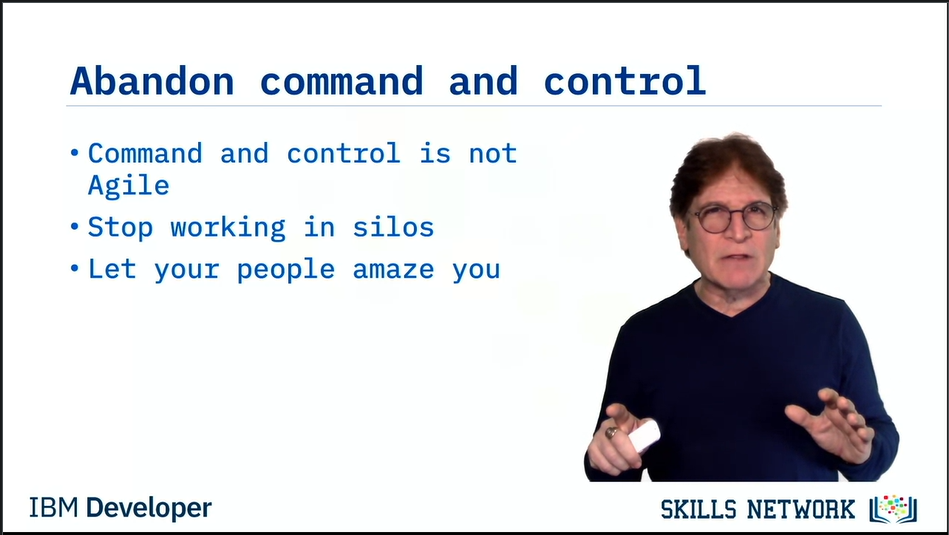 Abandon command and control
• Command and control is not
Agile
• Stop working in silos
• Let your people amaze you
IBM Developer
SKILLS NETWORK